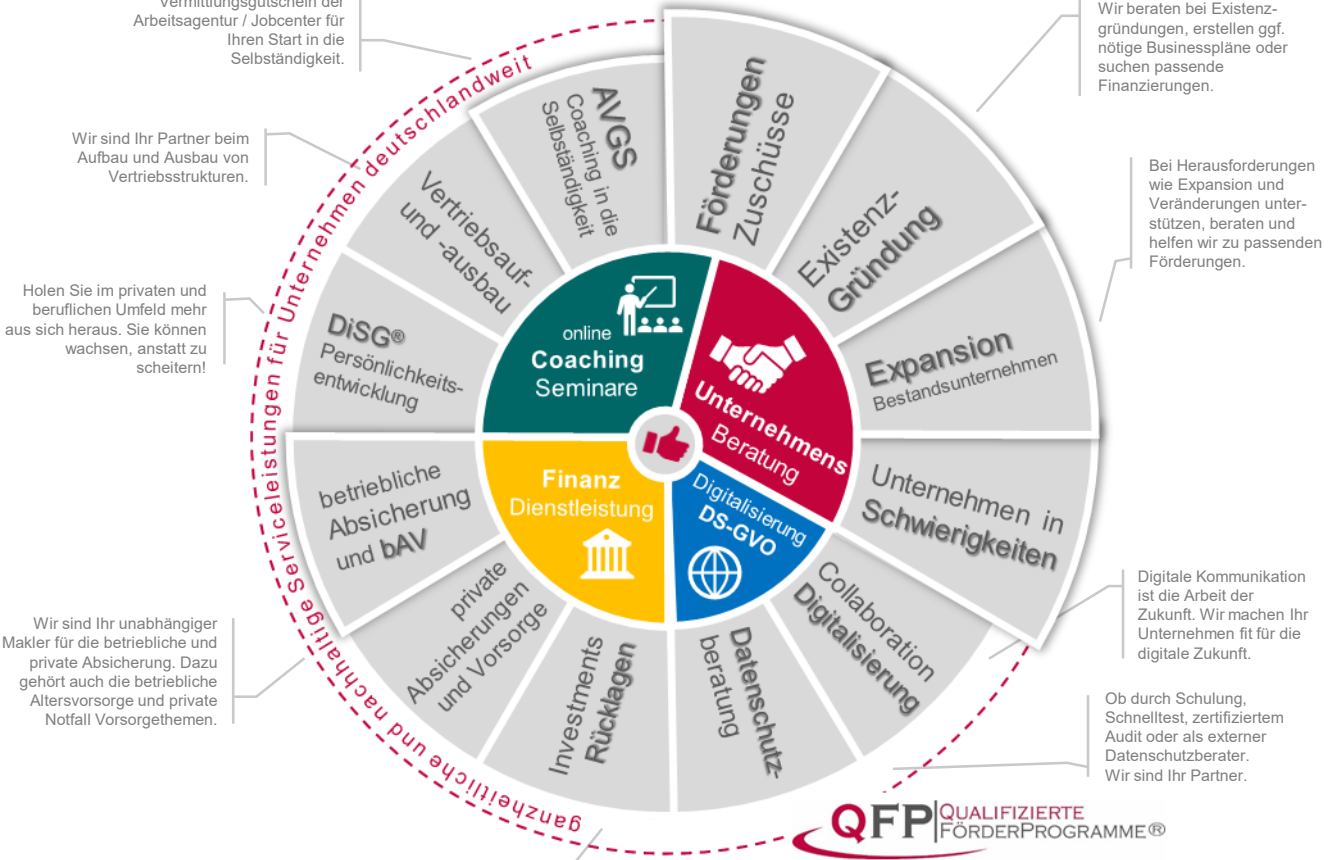 Vermittlungsgutschein der
Arbeitsagentur / Jobcenter für
Ihren Start in die
Selbständigkeit.
Wir beraten bei Existenz-
gründungen, erstellen ggf.
nötige Businesspläne oder
suchen passende
Finanzierungen.
Wir sind Ihr Partner beim
Aufbau und Ausbau von
Vertriebsstrukturen.
Bei Herausforderungen
wie Expansion und
Veränderungen unter-
stützen, beraten und
helfen wir zu passenden
Förderungen.
Holen Sie im privaten und
beruflichen Umfeld mehr
aus sich heraus. Sie können
wachsen, anstatt zu
scheitern!
Wir sind Ihr unabhängiger
Makler für die betriebliche und
private Absicherung. Dazu
gehört auch die betriebliche
Altersvorsorge und private
Notfall Vorsorgethemen.
Digitale Kommunikation
ist die Arbeit der
Zukunft. Wir machen Ihr
Unternehmen fit für die
digitale Zukunft.
Ob durch Schulung,
Schnelltest, zertifiziertem
Audit oder als externer
Datenschutzberater.
Wir sind Ihr Partner.
ganzheitliche und nachhaltige Serviceleistungen für Unternehmen deutschlandweit
AVGS
Coaching in die
Selbständigkeit
Förderungen
Zuschüsse
Existenz-
Gründung
Expansion
Bestandsunternehmen
Unternehmen in
Schwierigkeiten
Collaboration
Digitalisierung
Datenschutz-
beratung
Investments
Rücklagen
private
Absicherungen
und Vorsorge
betriebliche
Absicherung
und bAV
DiSG®
Persönlichkeits-
entwicklung
Vertriebsauf-
und -ausbau
online
Coaching
Seminare
Unternehmens
Beratung
Finanz
Dienstleistung
Digitalisierung
DS-GVO
QFP QUALIFIZIERTE
FÖRDERPROGRAMME®